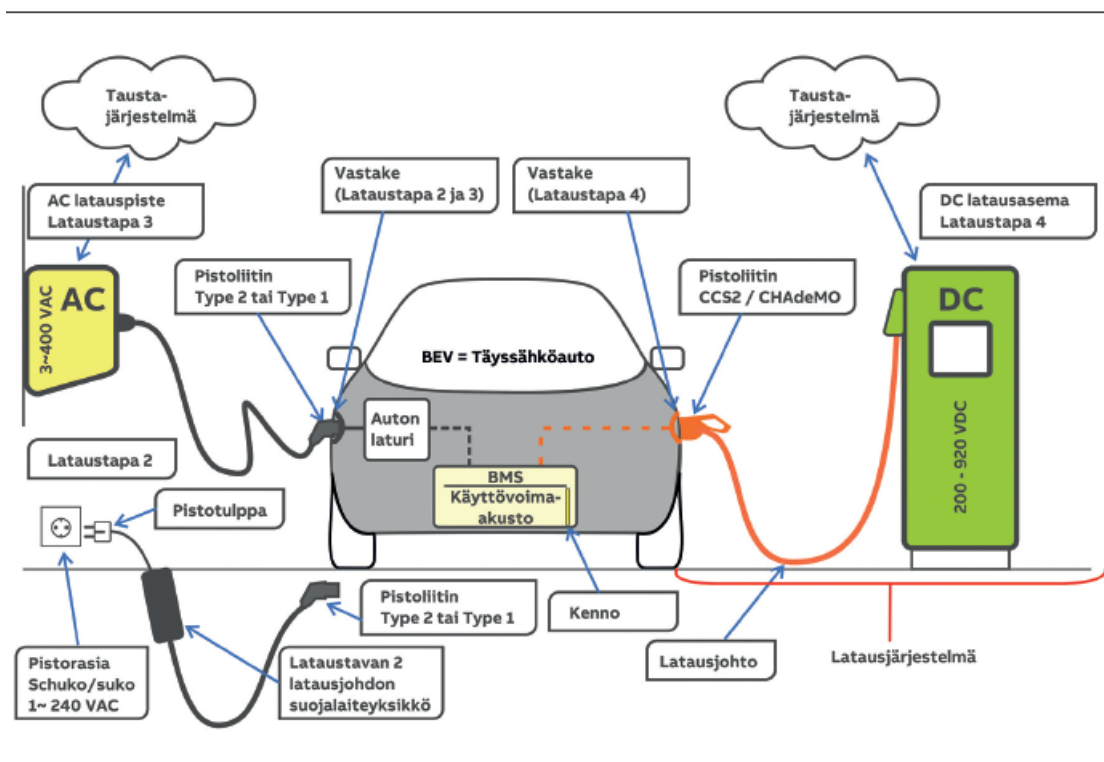 Tausta-
järjestelmä
Tausta-
järjestelmä
AC latauspiste
Lataustapa 3
Vastake
(Lataustapa 2 ja 3)
Vastake
(Lataustapa 4)
DC latausasema
Lataustapa 4
Pistoliitin
Type 2 tai Type 1
Pistoliitin
CCS2 / CHAdeMO
AC
3~400 VAC
DC
200 - 920 VDC
BEV = Täyssähköauto
Auton
laturi
BMS
Käyttövoima-
akusto
Lataustapa 2
Pistotulppa
Pistoliitin
Type 2 tai Type 1
Kenno
Latausjohto
Latausjärjestelmä
Pistorasia
Schuko/suko
1~ 240 VAC
Lataustavan 2
latausjohdon
suojalaiteyksikkö